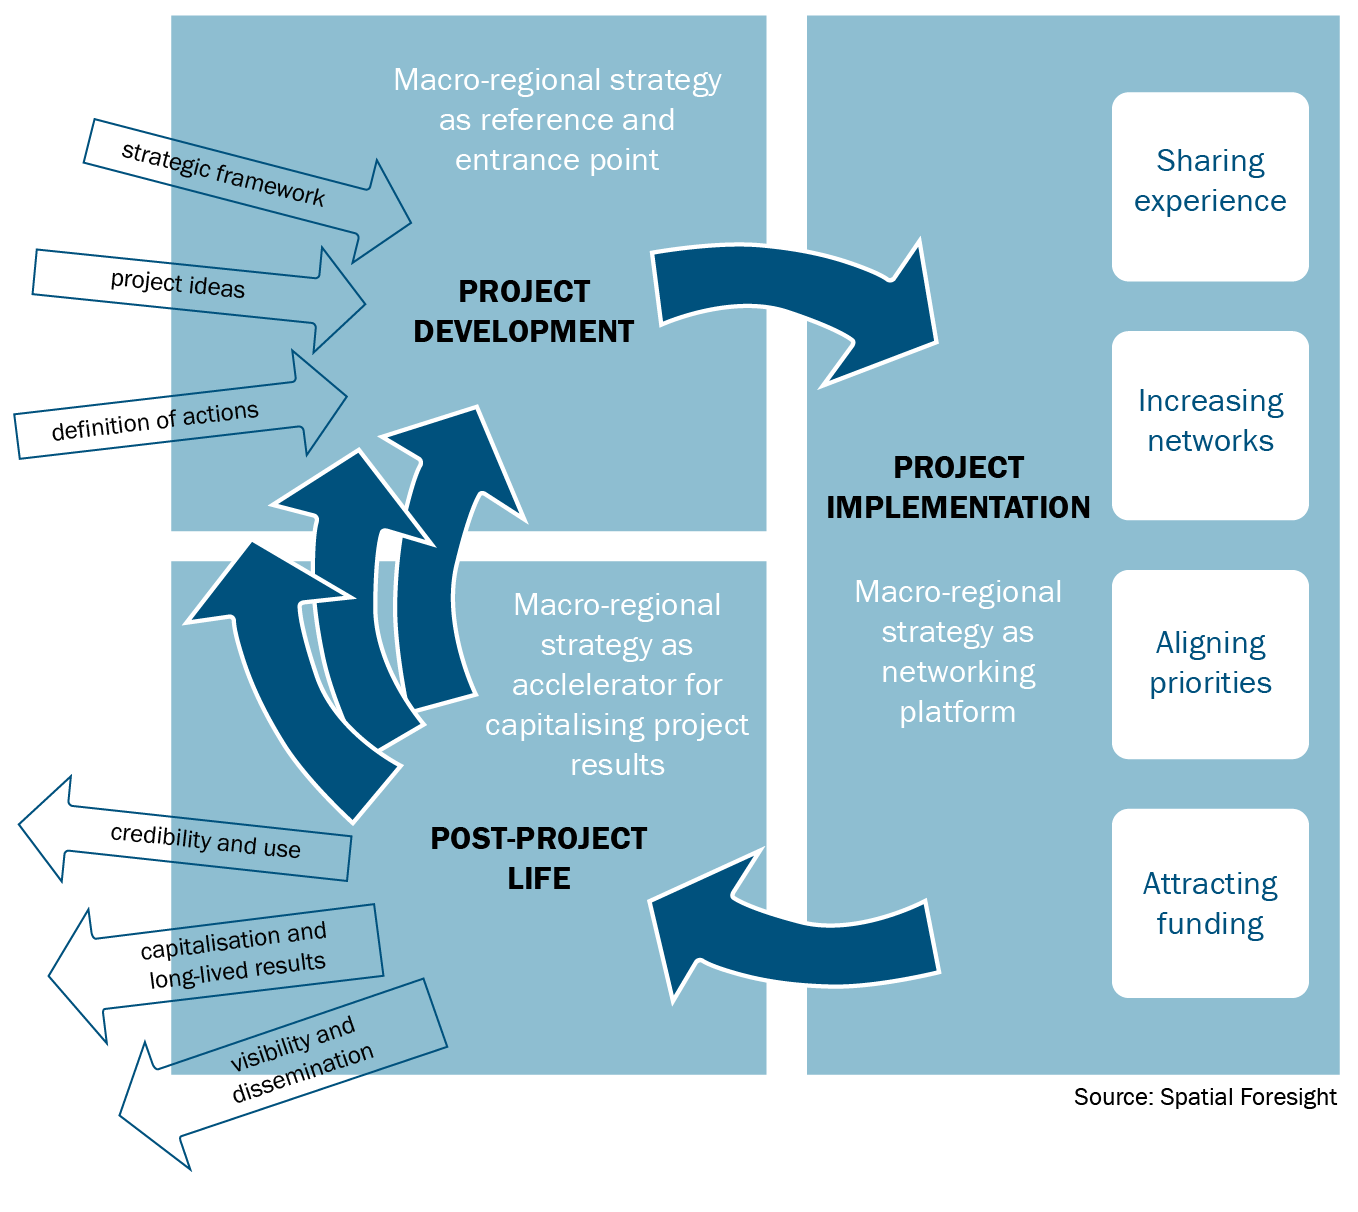 Macro-regional strategy
as reference and
entrance point
strategic framework
project ideas
definition of actions
PROJECT
DEVELOPMENT
Sharing
experience
Increasing
networks
PROJECT
IMPLEMENTATION
Macro-regional
strategy as
networking
platform
Aligning
priorities
Attracting
funding
Macro-regional
strategy as
acclelerator for
capitalising project
results
POST-PROJECT
LIFE
credibility and use
capitalisation and
long-lived results
visibility and
dissemination
Source: Spatial Foresight